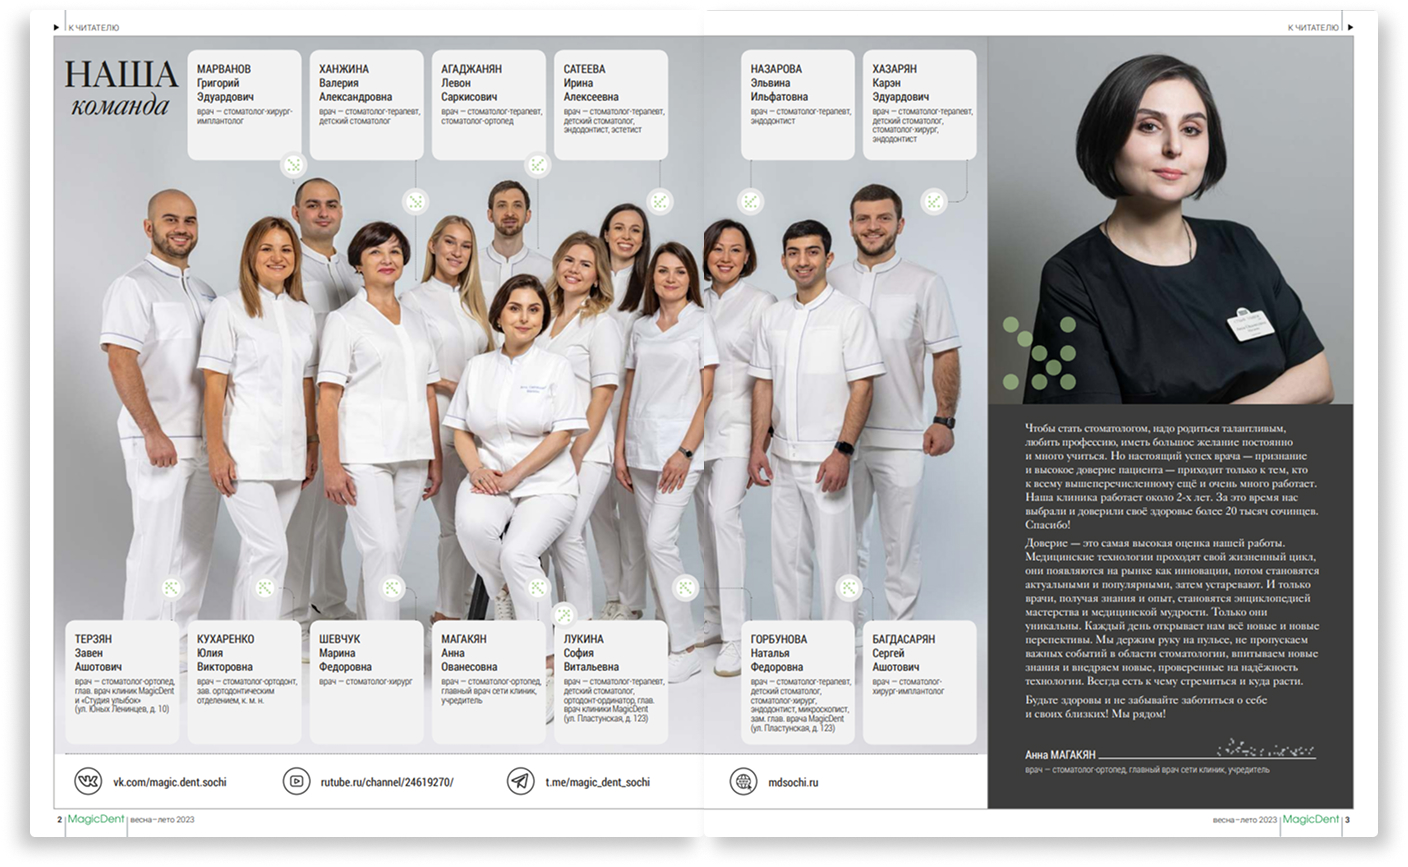 К ЧИТАТЕЛЮ
К ЧИТАТЕЛЮ
НАША
команда
МАРВАНОВ
Григорий
Эдуардович
врач – стоматолог-хирург-
имплантолог
ХАНЖИНА
Валерия
Александровна
врач – стоматолог-терапевт,
детский стоматолог
АГАДЖАНЯН
Левон
Саркисович
врач – стоматолог-терапевт,
стоматолог-ортопед
САТЕЕВА
Ирина
Алексеевна
врач – стоматолог-терапевт,
детский стоматолог,
эндодонтист, эстетист
НАЗАРОВА
Эльвина
Ильфатовна
врач – стоматолог-терапевт,
эндодонтист
ХАЗАРЯН
Карэн
Эдуардович
врач – стоматолог-терапевт,
детский стоматолог,
стоматолог-хирург,
эндодонтист
ТЕРЗЯН
Завен
Ашотович
врач – стоматолог-ортопед,
глав. врач клиник MagicDent
и «Студия улыбок»
(ул. Юных Ленинцев, д. 10)
КУХАРЕНКО
Юлия
Викторовна
врач – стоматолог-ортодонт,
зав. ортодонтическим
отделением, к. м. н.
ШЕВЧУК
Марина
Федоровна
врач – стоматолог-хирург
МАГАКЯН
Анна
Ованесовна
врач – стоматолог-ортопед,
главный врач сети клиник,
учредитель
ЛУКИНА
София
Витальевна
врач – стоматолог-терапевт,
детский стоматолог,
ортодонт-ординатор, глав.
врач клиники MagicDent
(ул. Пластунская, д. 123)
ГОРБУНОВА
Наталья
Федоровна
врач – стоматолог-терапевт,
детский стоматолог,
стоматолог-хирург,
эндодонтист, микроскопист,
зам. глав. врача MagicDent
(ул. Пластунская, д. 123)
БАГДАСАРЯН
Сергей
Ашотович
врач – стоматолог-
хирург-имплантолог
vk.com/magic.dent.sochi
rutube.ru/channel/24619270/
t.me/magic_dent_sochi
mdsochi.ru
Чтобы стать стоматологом, надо родиться талантливым,
любить профессию, иметь большое желание постоянно
и много учиться. Но настоящий успех врача — признание
и высокое доверие пациента — приходит только к тем, кто
к всему вышеперечисленному ещё и очень много работает.
Наша клиника работает около 2-х лет. За это время нас
выбрали и доверили своё здоровье более 20 тысяч сочинцев.
Спасибо!
Доверие — это самая высокая оценка нашей работы.
Медицинские технологии проходят свой жизненный цикл,
они появляются на рынке как инновации, потом становятся
актуальными и популярными, затем устаревают. И только
врачи, получая знания и опыт, становятся энциклопедией
мастерства и медицинской мудрости. Только они
уникальны. Каждый день открывает нам всё новые и новые
перспективы. Мы держим руку на пульсе, не пропускаем
важных событий в области стоматологии, впитываем новые
знания и внедряем новые, проверенные на надёжность
технологии. Всегда есть к чему стремиться и куда расти.
Будьте здоровы и не забывайте заботиться о себе
и своих близких! Мы рядом!
Анна МАГАКЯН
врач – стоматолог-ортопед, главный врач сети клиник, учредитель
2 MagicDent весна–лето 2023
весна–лето 2023 MagicDent 3